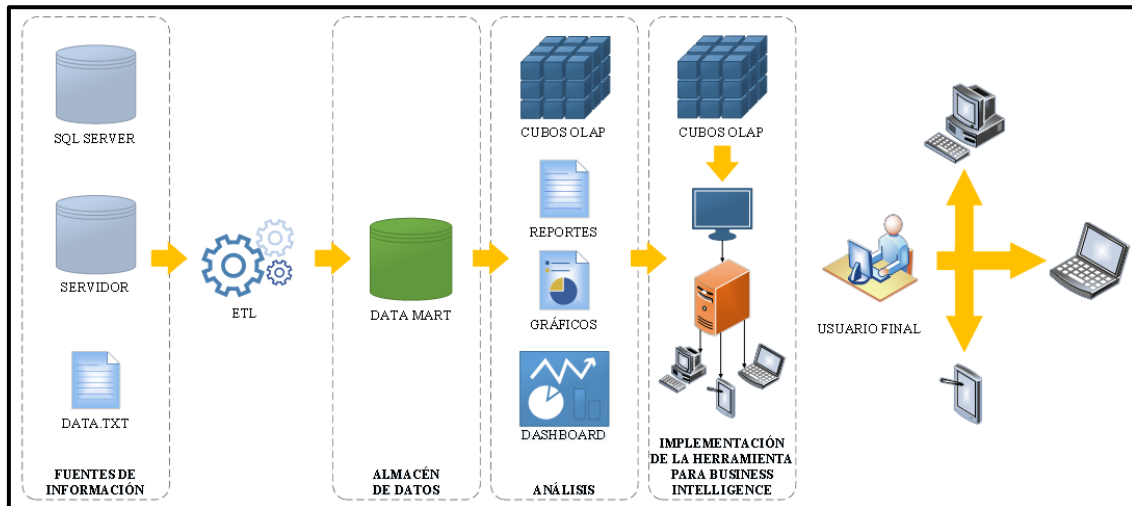 SQL SERVER
SERVIDOR
DATA.TXT
FUENTES DE
INFORMACIÓN
ETL
DATA MART
ALMACÉN
DE DATOS
CUBOS OLAP
REPORTES
GRÁFICOS
DASHBOARD
ANÁLISIS
CUBOS OLAP
IMPLEMENTACIÓN
DE LA HERRAMIENTA
PARA BUSINESS
INTELLIGENCE
USUARIO FINAL